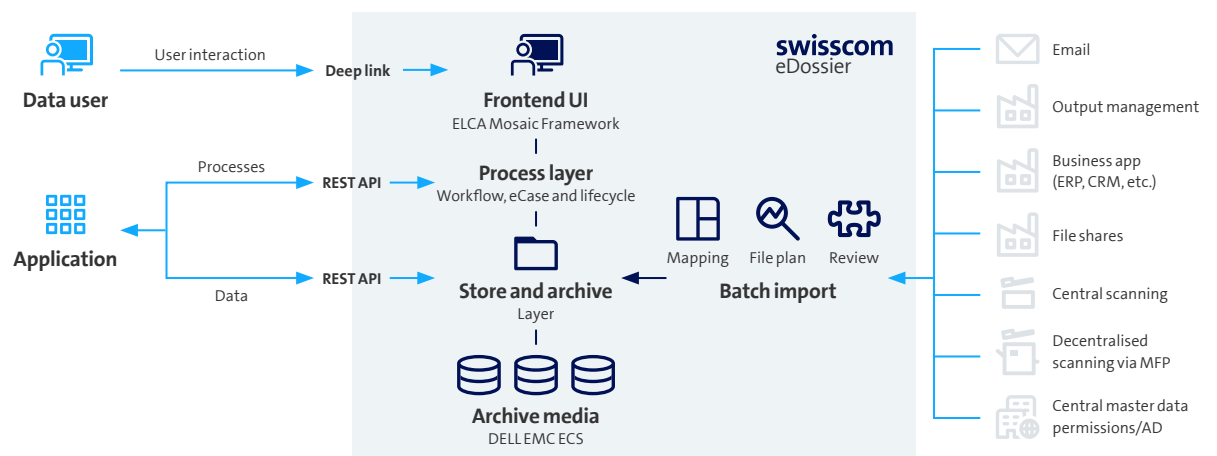 swisscom
eDossier
User interaction
Deep link
Data user
Frontend UI
ELCA Mosaic Framework
Processes
REST API
Process layer
Workflow, eCase and lifecycle
Application
Data
REST API
Store and archive
Layer
Archive media
DELL EMC ECS
Mapping
File plan
Review
Batch import
Email
Output management
Business app
(ERP, CRM, etc.)
File shares
Central scanning
Decentralised
scanning via MFP
Central master data
permissions/AD